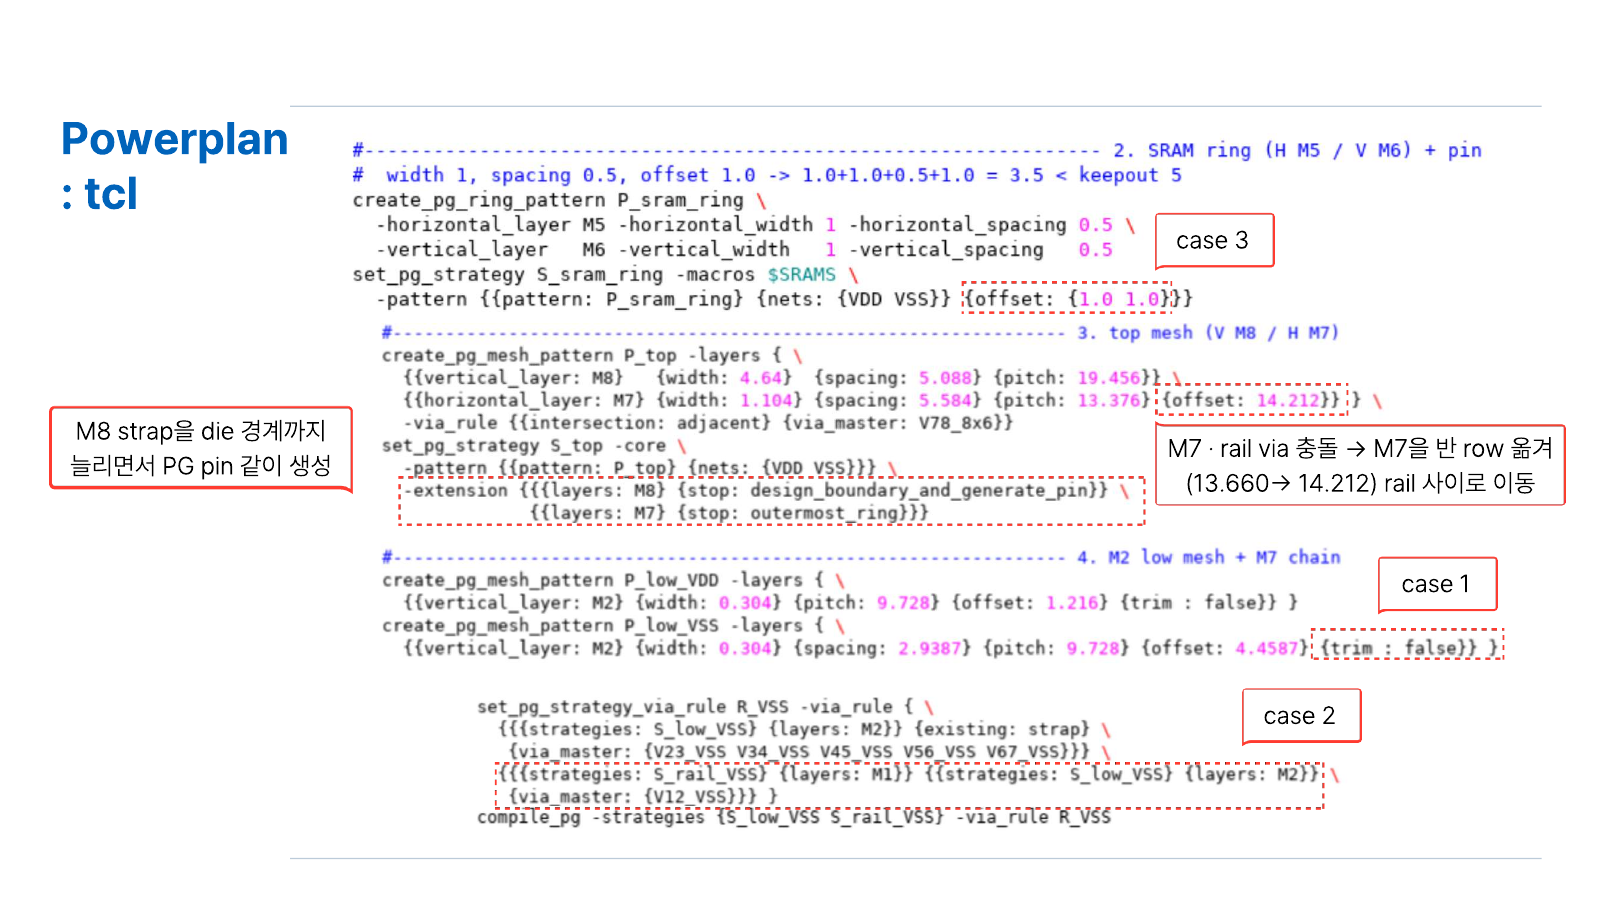 Powerplan
: tcl
#---------------------------------------------------------------- 2. SRAM ring (H M5 / V M6) + pin
#  width 1, spacing 0.5, offset 1.0 -> 1.0+1.0+0.5+1.0 = 3.5 < keepout 5
create_pg_ring_pattern P_sram_ring \
  -horizontal_layer M5 -horizontal_width 1 -horizontal_spacing 0.5 \
  -vertical_layer   M6 -vertical_width   1 -vertical_spacing   0.5
set_pg_strategy S_sram_ring -macros $SRAMS \
  -pattern {{pattern: P_sram_ring} {nets: {VDD VSS}} {offset: {1.0 1.0}}}
case 3
#---------------------------------------------------------------- 3. top mesh (V M8 / H M7)
create_pg_mesh_pattern P_top -layers { \
  {{vertical_layer: M8}   {width: 4.64}  {spacing: 5.088} {pitch: 19.456}} \
  {{horizontal_layer: M7} {width: 1.104} {spacing: 5.584} {pitch: 13.376} {offset: 14.212}} } \
  -via_rule {{intersection: adjacent} {via_master: V78_8x6}}
set_pg_strategy S_top -core \
  -pattern {{pattern: P_top} {nets: {VDD VSS}}} \
  -extension {{{layers: M8} {stop: design_boundary_and_generate_pin}} \
              {{layers: M7} {stop: outermost_ring}}}
M8 strap을 die 경계까지
늘리면서 PG pin 같이 생성
M7 · rail via 충돌 → M7을 반 row 옮겨
(13.660→ 14.212) rail 사이로 이동
#---------------------------------------------------------------- 4. M2 low mesh + M7 chain
create_pg_mesh_pattern P_low_VDD -layers { \
  {{vertical_layer: M2} {width: 0.304} {pitch: 9.728} {offset: 1.216} {trim : false}} }
create_pg_mesh_pattern P_low_VSS -layers { \
  {{vertical_layer: M2} {width: 0.304} {spacing: 2.9387} {pitch: 9.728} {offset: 4.4587} {trim : false}} }
case 1
set_pg_strategy_via_rule R_VSS -via_rule { \
  {{{strategies: S_low_VSS} {layers: M2}} {existing: strap} \
   {via_master: {V23_VSS V34_VSS V45_VSS V56_VSS V67_VSS}}} \
  {{{strategies: S_rail_VSS} {layers: M1}} {{strategies: S_low_VSS} {layers: M2}} \
   {via_master: {V12_VSS}}} }
compile_pg -strategies {S_low_VSS S_rail_VSS} -via_rule R_VSS
case 2